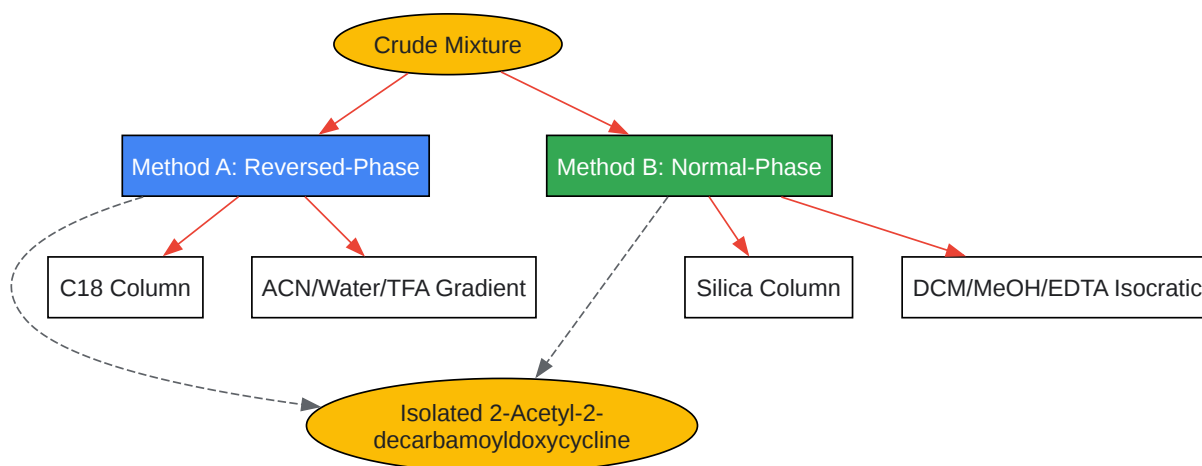 Crude Mixture
Method A: Reversed-Phase
Method B: Normal-Phase
C18 Column
ACN/Water/TFA Gradient
Silica Column
DCM/MeOH/EDTA Isocratic
Isolated 2-Acetyl-2-
decarbamoyldoxycycline